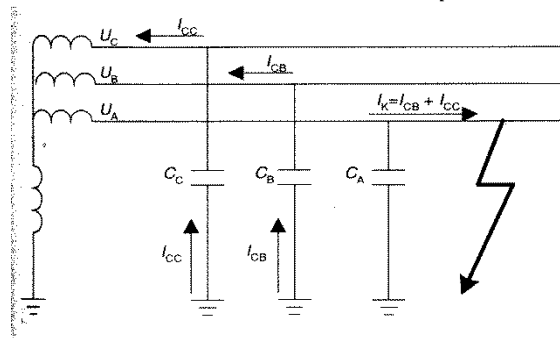 U_C I_CC
U_B I_CB
U_A I_K=I_CB + I_CC
C_C C_B C_A
I_CC I_CB